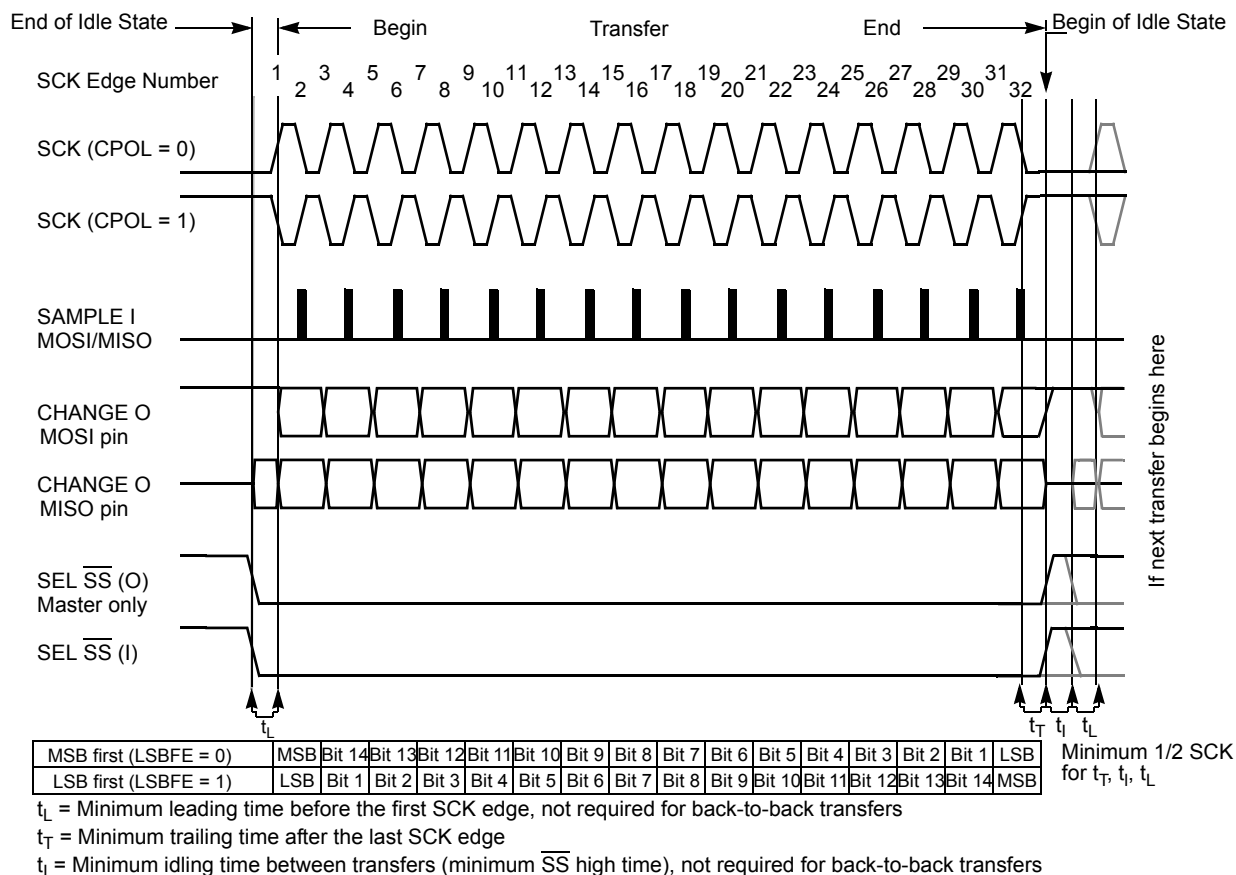 End of Idle State
Begin
Transfer
End
Begin of Idle State
SCK Edge Number
1 3 5 7 9 11 13 15 17 19 21 23 25 27 29 31
2 4 6 8 10 12 14 16 18 20 22 24 26 28 30 32
SCK (CPOL = 0)
SCK (CPOL = 1)
SAMPLE I
MOSI/MISO
CHANGE O
MOSI pin
CHANGE O
MISO pin
SEL SS (O)
Master only
SEL SS (I)
If next transfer begins here
tL
tT tI tL
MSB first (LSBFE = 0) MSB Bit 14 Bit 13 Bit 12 Bit 11 Bit 10 Bit 9 Bit 8 Bit 7 Bit 6 Bit 5 Bit 4 Bit 3 Bit 2 Bit 1 LSB
LSB first (LSBFE = 1) LSB Bit 1 Bit 2 Bit 3 Bit 4 Bit 5 Bit 6 Bit 7 Bit 8 Bit 9 Bit 10 Bit 11 Bit 12 Bit 13 Bit 14 MSB
Minimum 1/2 SCK
for tT, tI, tL
tL = Minimum leading time before the first SCK edge, not required for back-to-back transfers
tT = Minimum trailing time after the last SCK edge
tI = Minimum idling time between transfers (minimum SS high time), not required for back-to-back transfers